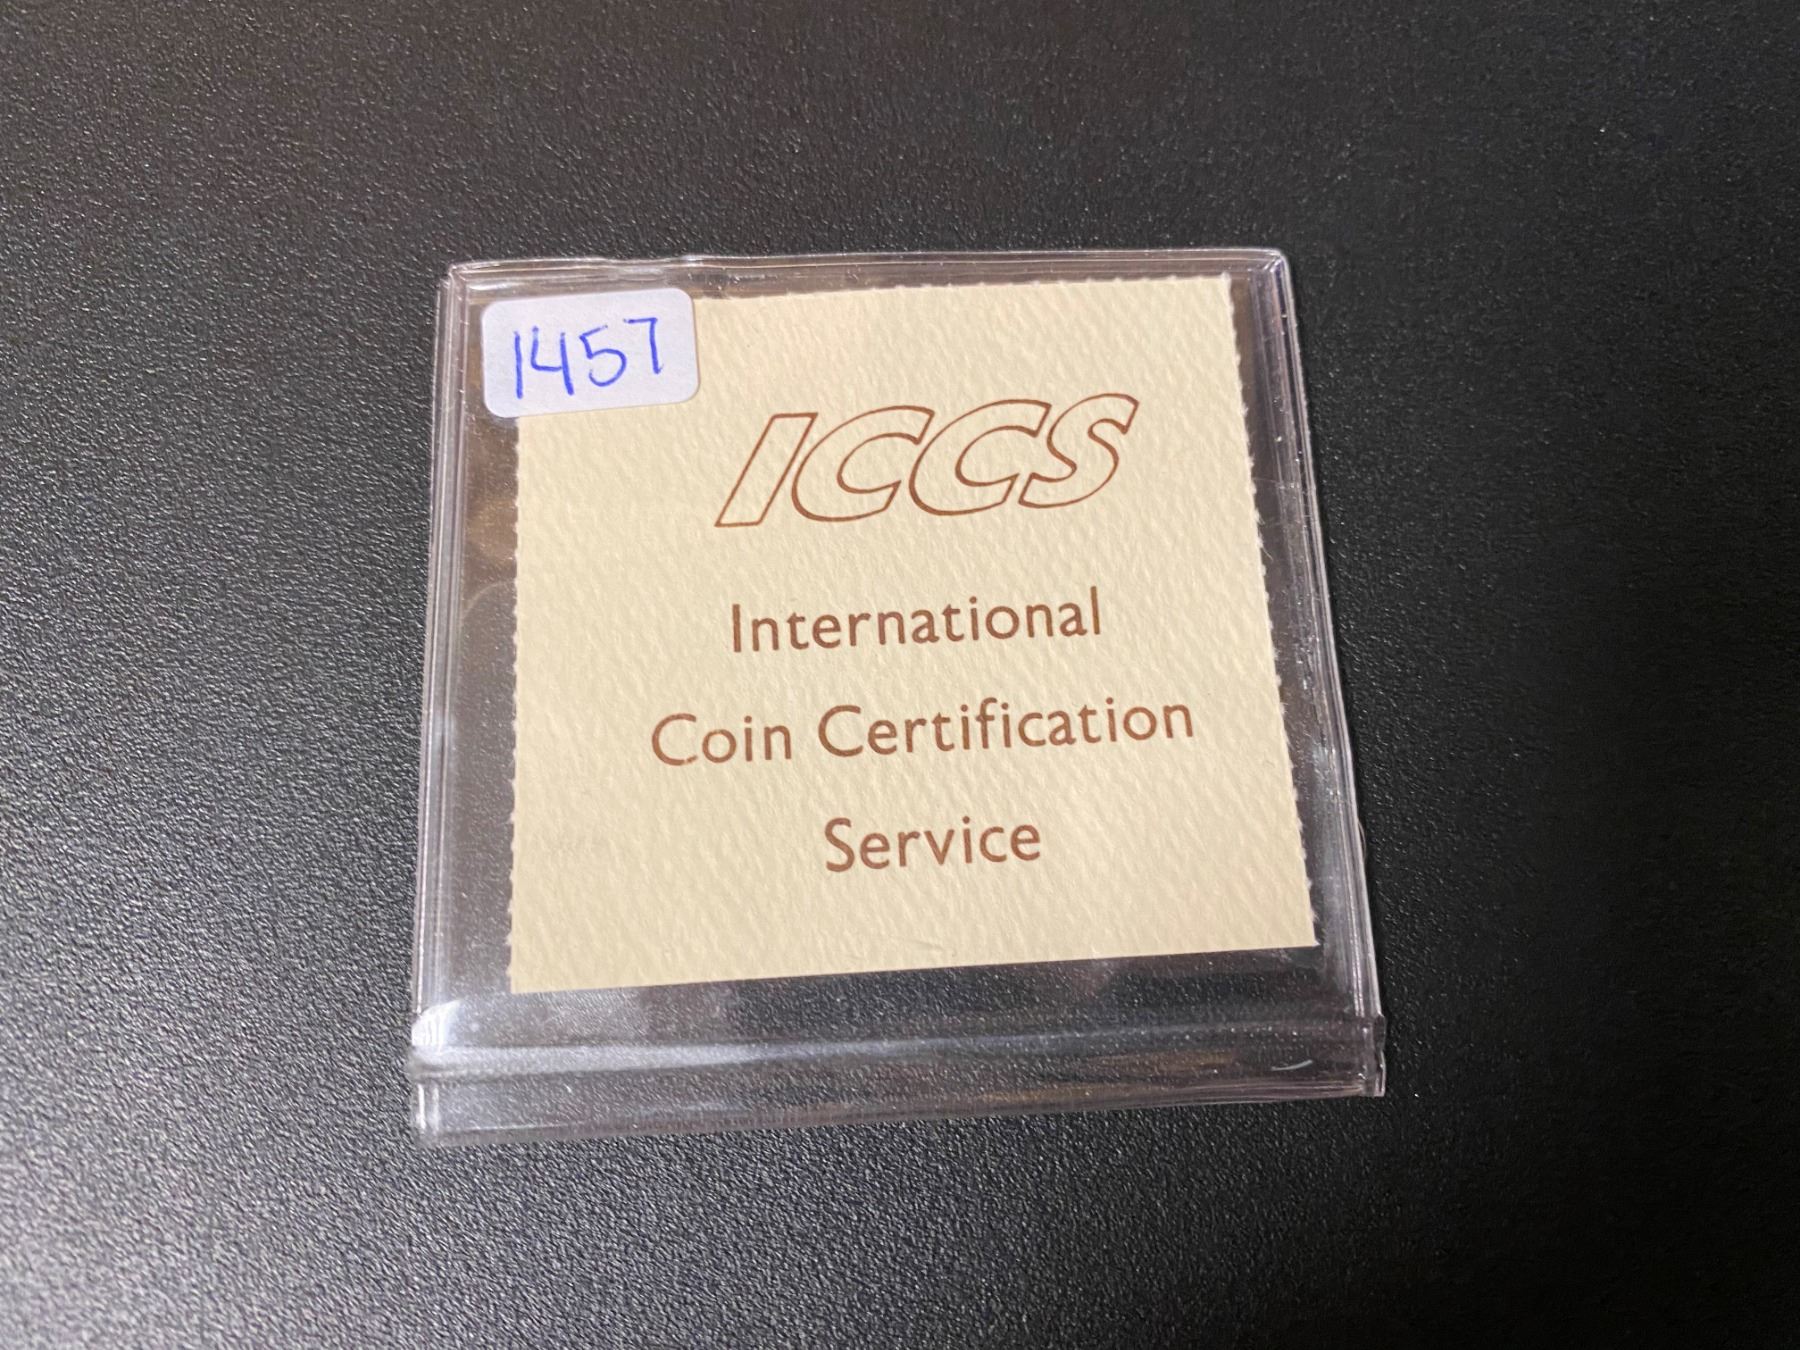 1457
ICCS
International
Coin Certification
Service